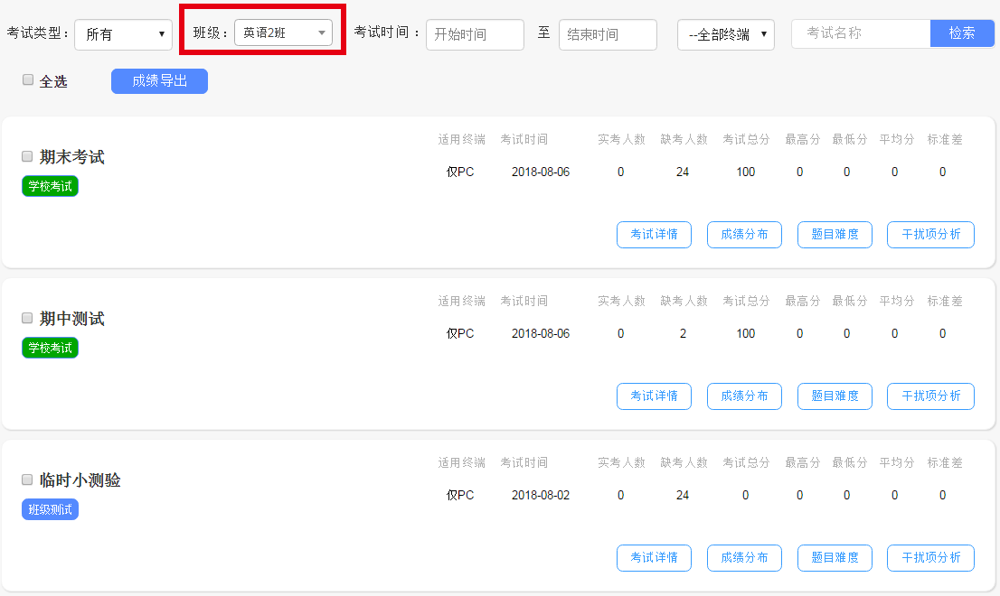 考试类型： 所有 班级： 英语2班 考试时间： 开始时间 至 结束时间 --全部终端 考试名称 检索
全选 成绩导出
适用终端 考试时间 实考人数 缺考人数 考试总分 最高分 最低分 平均分 标准差
期末考试
仅PC 2018-08-06 0 24 100 0 0 0 0
学校考试
考试详情 成绩分布 题目难度 干扰项分析
适用终端 考试时间 实考人数 缺考人数 考试总分 最高分 最低分 平均分 标准差
期中测试
仅PC 2018-08-06 0 2 100 0 0 0 0
学校考试
考试详情 成绩分布 题目难度 干扰项分析
适用终端 考试时间 实考人数 缺考人数 考试总分 最高分 最低分 平均分 标准差
临时小测验
仅PC 2018-08-02 0 24 0 0 0 0 0
班级测试
考试详情 成绩分布 题目难度 干扰项分析